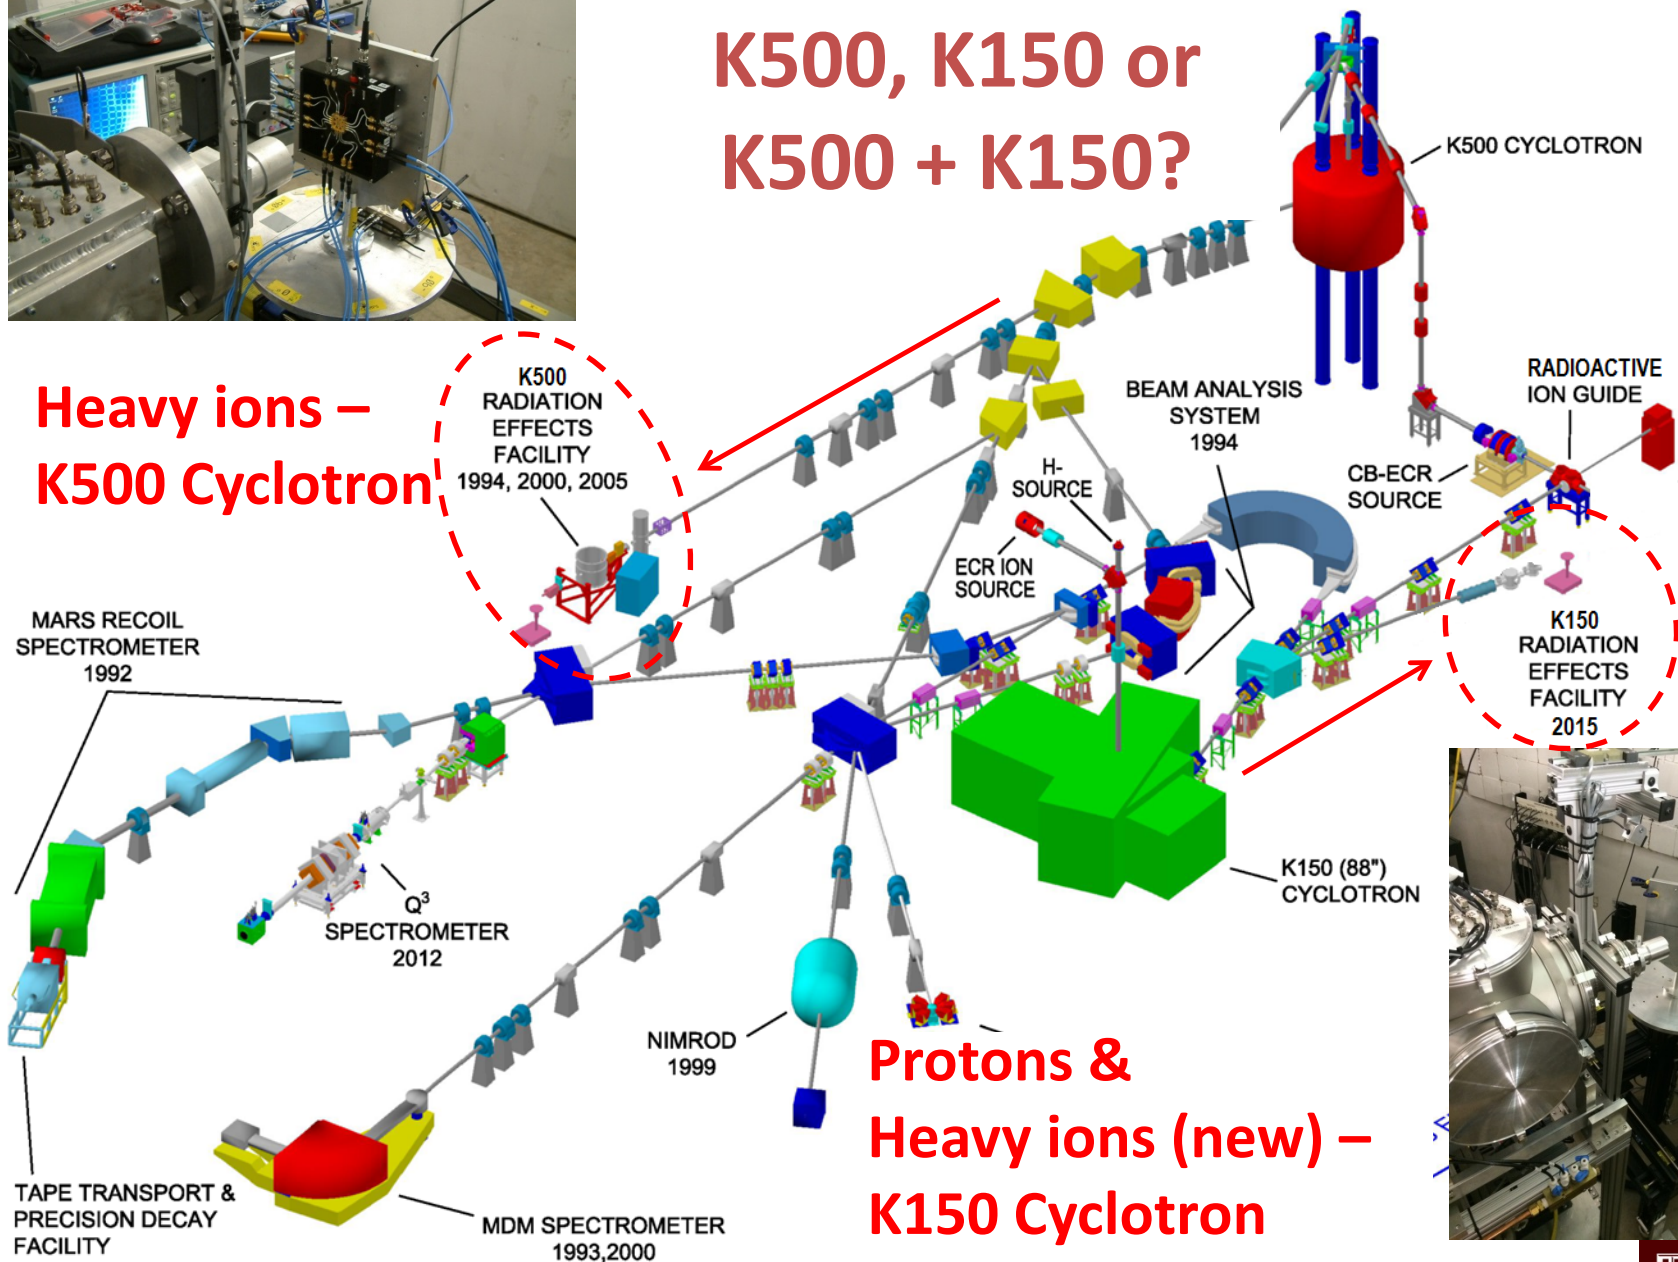 K500, K150 or
K500 + K150?
K500 CYCLOTRON
Heavy ions –
K500 Cyclotron
K500
RADIATION
EFFECTS
FACILITY
1994, 2000, 2005
BEAM ANALYSIS
SYSTEM
1994
RADIOACTIVE
ION GUIDE
CB-ECR
SOURCE
H-
SOURCE
ECR ION
SOURCE
K150
RADIATION
EFFECTS
FACILITY
2015
MARS RECOIL
SPECTROMETER
1992
K150 (88")
CYCLOTRON
Q3
SPECTROMETER
2012
NIMROD
1999
Protons &
Heavy ions (new) –
K150 Cyclotron
TAPE TRANSPORT &
PRECISION DECAY
FACILITY
MDM SPECTROMETER
1993,2000